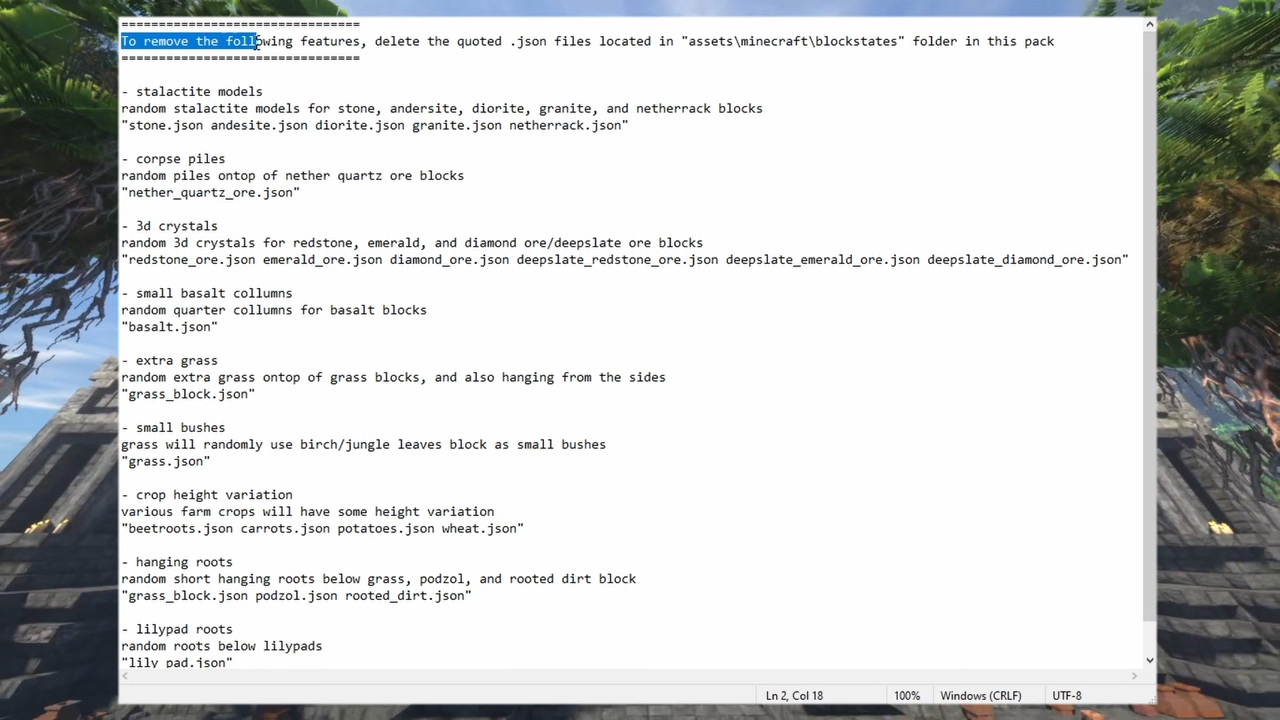 ================================
To remove the following features, delete the quoted .json files located in "assets\minecraft\blockstates" folder in this pack
================================
- stalactite models
random stalactite models for stone, andersite, diorite, granite, and netherrack blocks
"stone.json andesite.json diorite.json granite.json netherrack.json"
- corpse piles
random piles ontop of nether quartz ore blocks
"nether_quartz_ore.json"
- 3d crystals
random 3d crystals for redstone, emerald, and diamond ore/deepslate ore blocks
"redstone_ore.json emerald_ore.json diamond_ore.json deepslate_redstone_ore.json deepslate_emerald_ore.json deepslate_diamond_ore.json"
- small basalt collumns
random quarter collumns for basalt blocks
"basalt.json"
- extra grass
random extra grass ontop of grass blocks, and also hanging from the sides
"grass_block.json"
- small bushes
grass will randomly use birch/jungle leaves block as small bushes
"grass.json"
- crop height variation
various farm crops will have some height variation
"beetroots.json carrots.json potatoes.json wheat.json"
- hanging roots
random short hanging roots below grass, podzol, and rooted dirt block
"grass_block.json podzol.json rooted_dirt.json"
- lilypad roots
random roots below lilypads
"lily_pad.json"
Ln 2, Col 18
100%
Windows (CRLF)
UTF-8